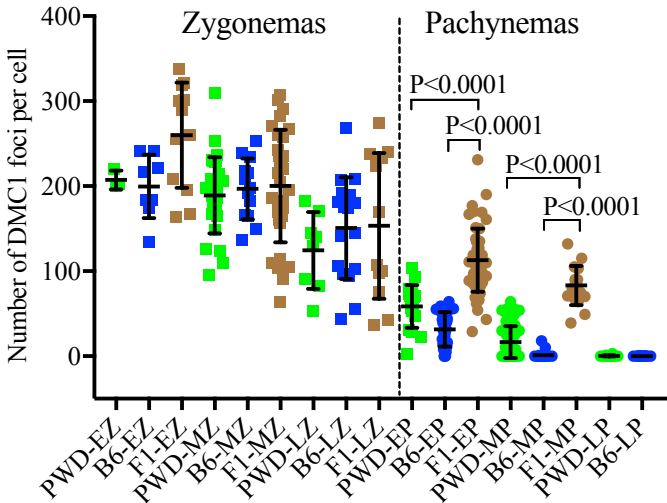 Zygonemas Pachynemas
Number of DMC1 foci per cell
400
300
200
100
0
P<0.0001
P<0.0001
P<0.0001
P<0.0001
PWD-EZ
B6-EZ
F1-EZ
PWD-MZ
B6-MZ
F1-MZ
PWD-LZ
B6-LZ
F1-LZ
PWD-EP
B6-EP
F1-EP
PWD-MP
B6-MP
F1-MP
PWD-LP
B6-LP